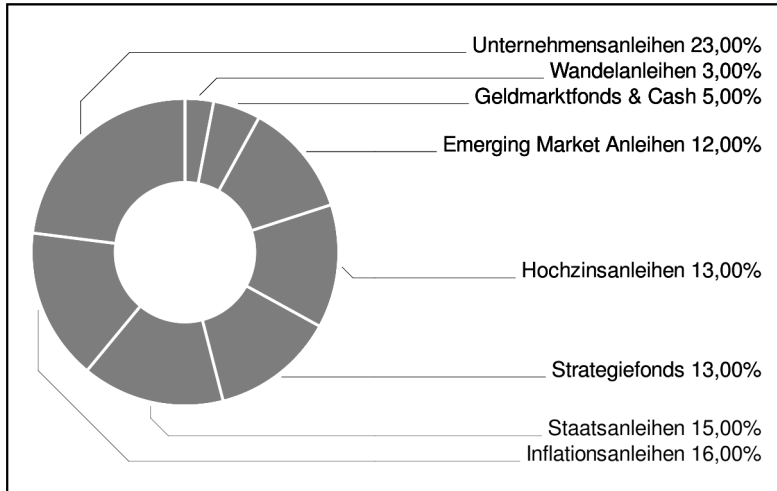 Unternehmensanleihen 23,00%
Wandelanleihen 3,00%
Geldmarktfonds & Cash 5,00%
Emerging Market Anleihen 12,00%
Hochzinsanleihen 13,00%
Strategiefonds 13,00%
Staatsanleihen 15,00%
Inflationsanleihen 16,00%